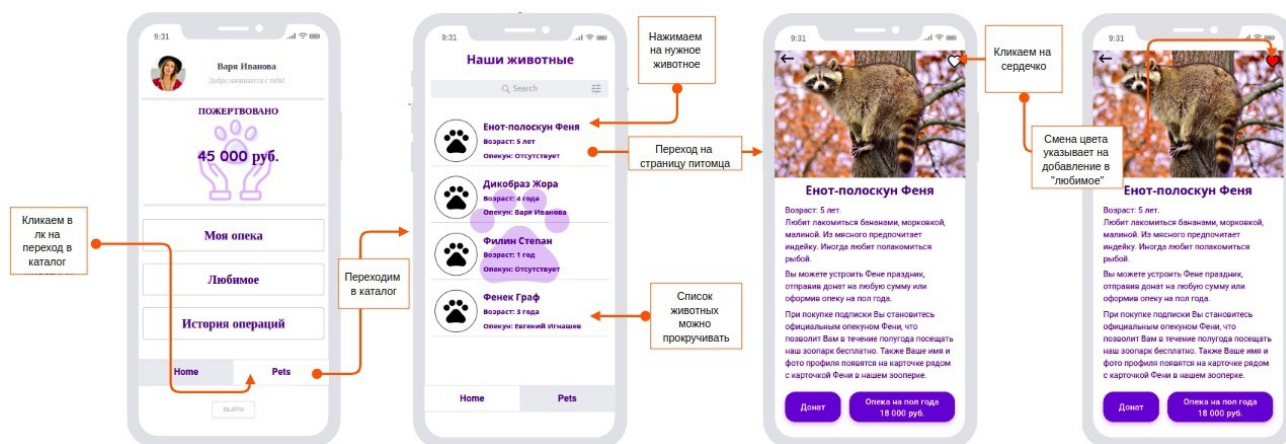 9:31
Варя Иванова
Добро начинается с тебя!
ПОЖЕРТВОВАНО
45 000 руб.
Моя опека
Любимое
История операций
Home
Pets
Выйти
Кликаем в
лк на
переход в
каталог
Переходим
в каталог
9:31
Наши животные
Search
Енот-полоскун Феня
Возраст: 5 лет
Опекун: Отсутствует
Дикобраз Жора
Возраст: 4 года
Опекун: Варя Иванова
Филин Степан
Возраст: 1 год
Опекун: Отсутствует
Фенек Граф
Возраст: 3 года
Опекун: Евгений Игнашев
Home
Pets
Нажимаем
на нужное
животное
Переход на
страницу питомца
Список
животных
можно
прокручивать
9:31
Енот-полоскун Феня
Возраст: 5 лет.
Любит лакомиться бананами, морковкой,
малиной. Из мясного предпочитает
индейку. Иногда любит полакомиться
рыбой.
Вы можете устроить Фене праздник,
отправив донат на любую сумму или
оформив опеку на пол года.
При покупке подписки Вы становитесь
официальным опекуном Фени, что
позволит Вам в течение полугода посещать
наш зоопарк бесплатно. Также Ваше имя и
фото профиля появятся на карточке рядом
с карточкой Фени в нашем зооперке.
Донат
Опека на пол года
18 000 руб.
Кликаем на
сердечко
Смена цвета
указывает на
добавление в
"любимое"
9:31
Енот-полоскун Феня
Возраст: 5 лет.
Любит лакомиться бананами, морковкой,
малиной. Из мясного предпочитает
индейку. Иногда любит полакомиться
рыбой.
Вы можете устроить Фене праздник,
отправив донат на любую сумму или
оформив опеку на пол года.
При покупке подписки Вы становитесь
официальным опекуном Фени, что
позволит Вам в течение полугода посещать
наш зоопарк бесплатно. Также Ваше имя и
фото профиля появятся на карточке рядом
с карточкой Фени в нашем зооперке.
Донат
Опека на пол года
18 000 руб.